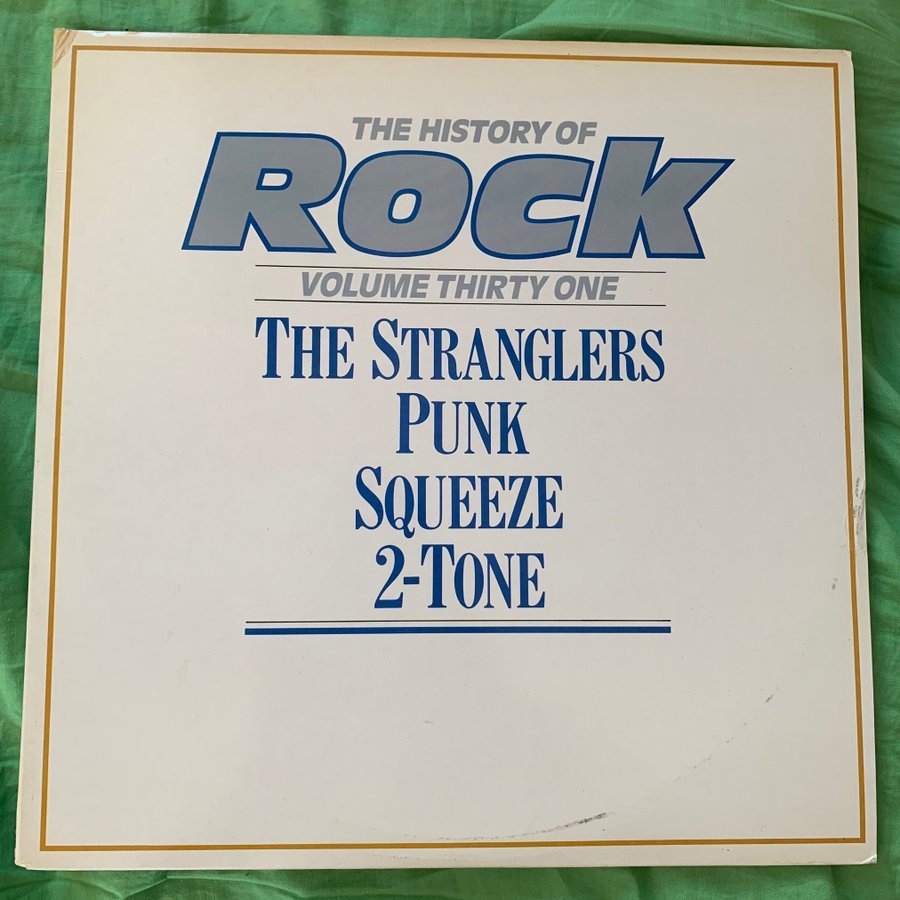 THE HISTORY OF
ROCK
VOLUME THIRTY ONE
THE STRANGLERS
PUNK
SQUEEZE
2-TONE